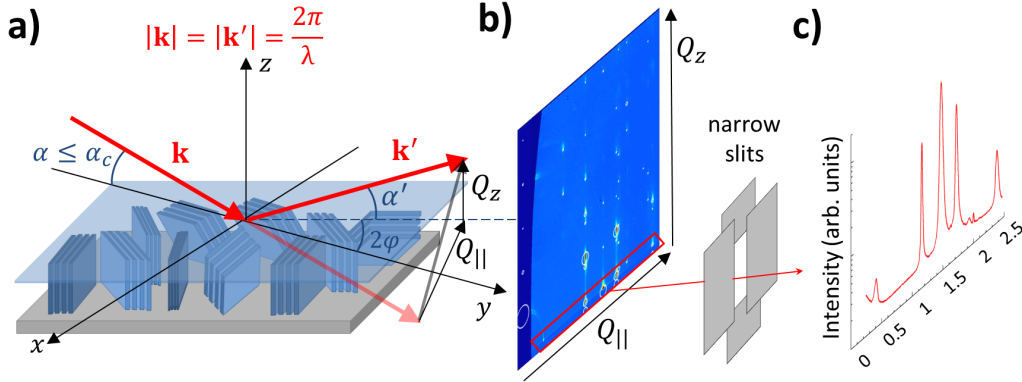 a)
|𝐤| = |𝐤′| = 2π/λ
z
α ≤ α_c
𝐤
𝐤′
α′
Q_z
2φ
Q_||
x
y
b)
Q_z
narrow
slits
Q_||
c)
Intensity (arb. units)
0
0.5
1
1.5
2
2.5